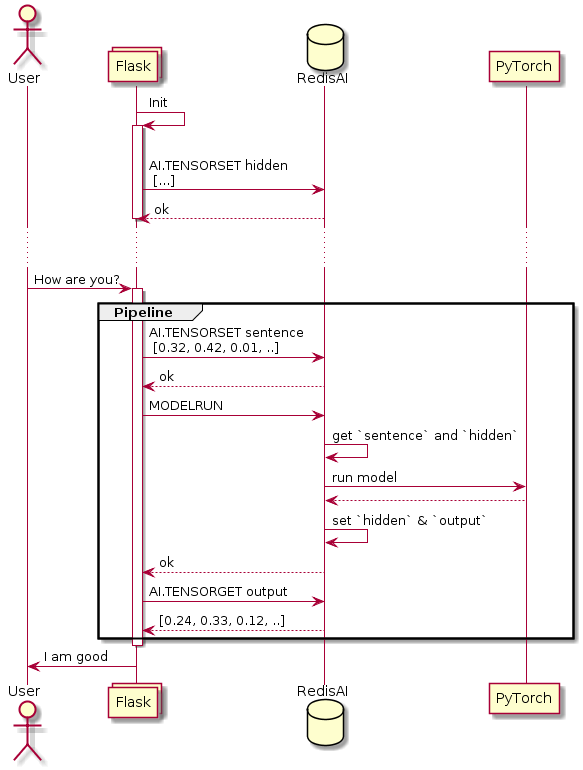 User
Flask
RedisAI
PyTorch
Init
AI.TENSORSET hidden
[...]
ok
How are you?
Pipeline
AI.TENSORSET sentence
[0.32, 0.42, 0.01, ..]
ok
MODELRUN
get `sentence` and `hidden`
run model
set `hidden` & `output`
ok
AI.TENSORGET output
[0.24, 0.33, 0.12, ..]
I am good
User
Flask
RedisAI
PyTorch